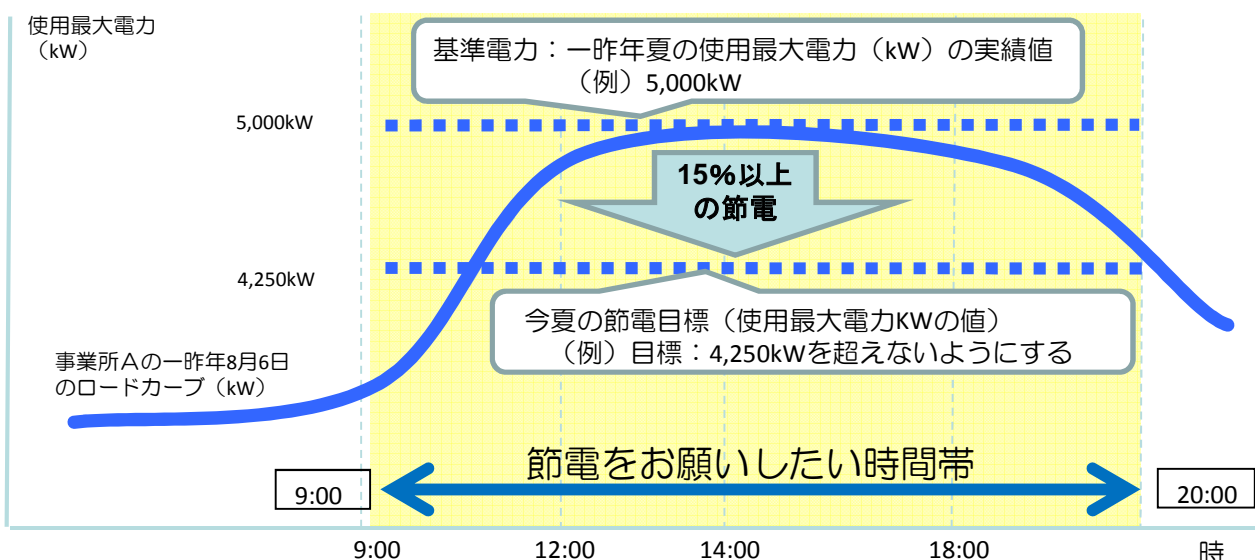 使用最大電力
（kW）
基準電力：一昨年夏の使用最大電力（kW）の実績値
（例）5,000kW
5,000kW
15%以上
の節電
4,250kW
今夏の節電目標（使用最大電力KWの値）
（例）目標：4,250kWを超えないようにする
事業所Ａの一昨年8月6日
のロードカーブ（kW）
節電をお願いしたい時間帯
9:00
20:00
9:00
12:00
14:00
18:00
時